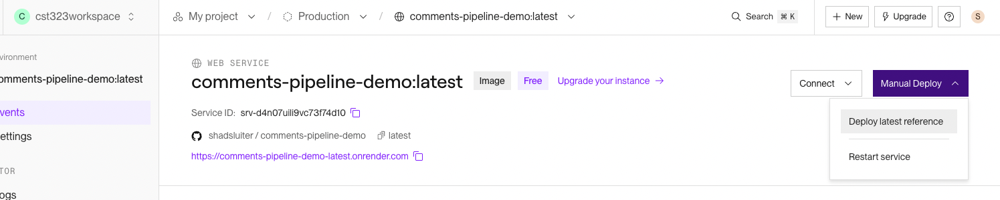 C cst323workspace
My project / Production / comments-pipeline-demo:latest
Search ⌘ K
+ New
Upgrade
S
vironment
omments-pipeline-demo:latest
vents
ettings
TOR
ogs
WEB SERVICE
comments-pipeline-demo:latest Image Free Upgrade your instance →
Service ID: srv-d4n07uili9vc73f74d10
shadsluiter / comments-pipeline-demo latest
https://comments-pipeline-demo-latest.onrender.com
Connect
Manual Deploy
Deploy latest reference
Restart service